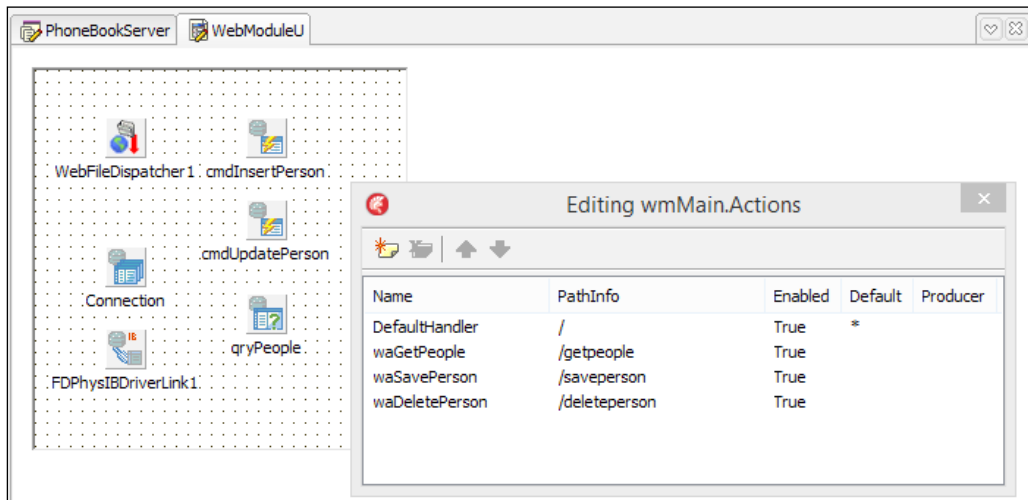 PhoneBookServer WebModuleU
WebFileDispatcher1 cmdInsertPerson
cmdUpdatePerson
Connection
qryPeople
IB
FDPhysIBDriverLink1
Editing wmMain.Actions
Name PathInfo Enabled Default Producer
DefaultHandler / True *
waGetPeople /getpeople True
waSavePerson /saveperson True
waDeletePerson /deleteperson True